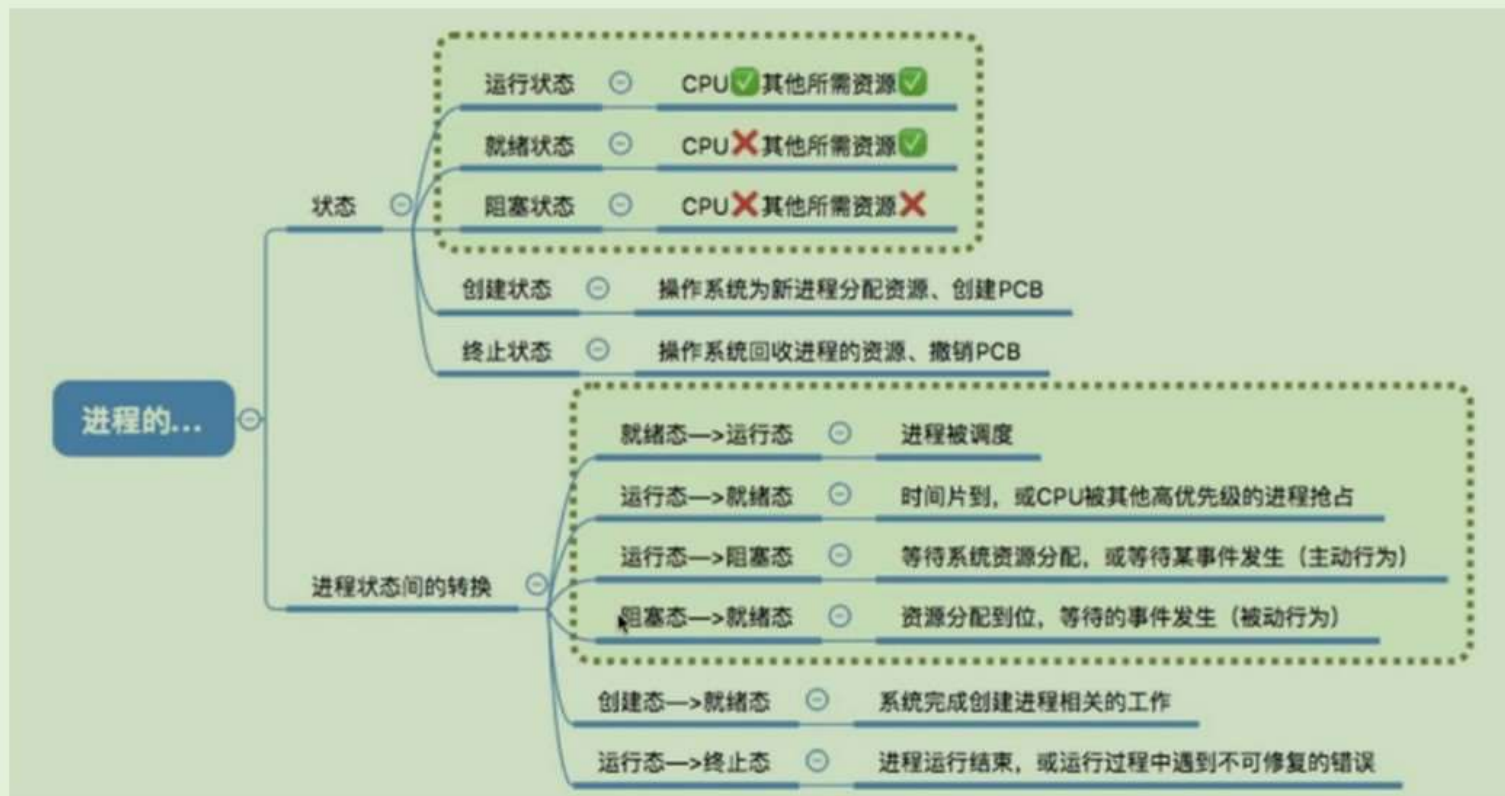 运行状态 CPU✅其他所需资源✅
就绪状态 CPU❌其他所需资源✅
状态
阻塞状态 CPU❌其他所需资源❌
创建状态 操作系统为新进程分配资源、创建PCB
终止状态 操作系统回收进程的资源、撤销PCB
进程的...
就绪态—>运行态 进程被调度
运行态—>就绪态 时间片到，或CPU被其他高优先级的进程抢占
运行态—>阻塞态 等待系统资源分配，或等待某事件发生（主动行为）
进程状态间的转换
阻塞态—>就绪态 资源分配到位，等待的事件发生（被动行为）
创建态—>就绪态 系统完成创建进程相关的工作
运行态—>终止态 进程运行结束，或运行过程中遇到不可修复的错误